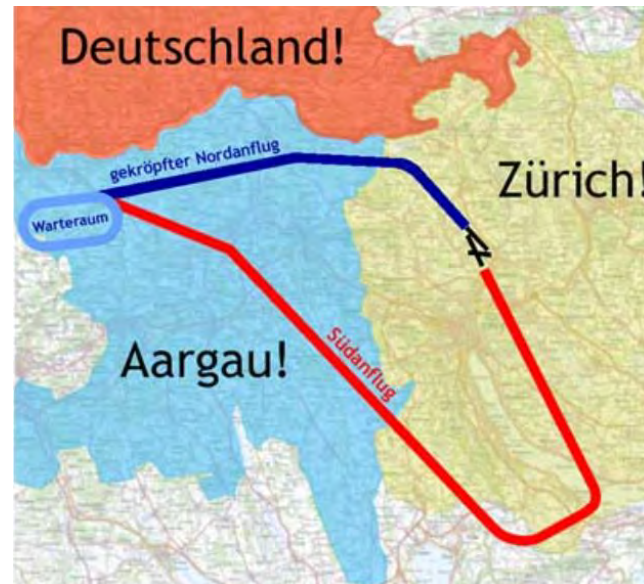 Deutschland!
gekröpfter Nordanflug
Zürich!
Warteraum
Südanflug
Aargau!